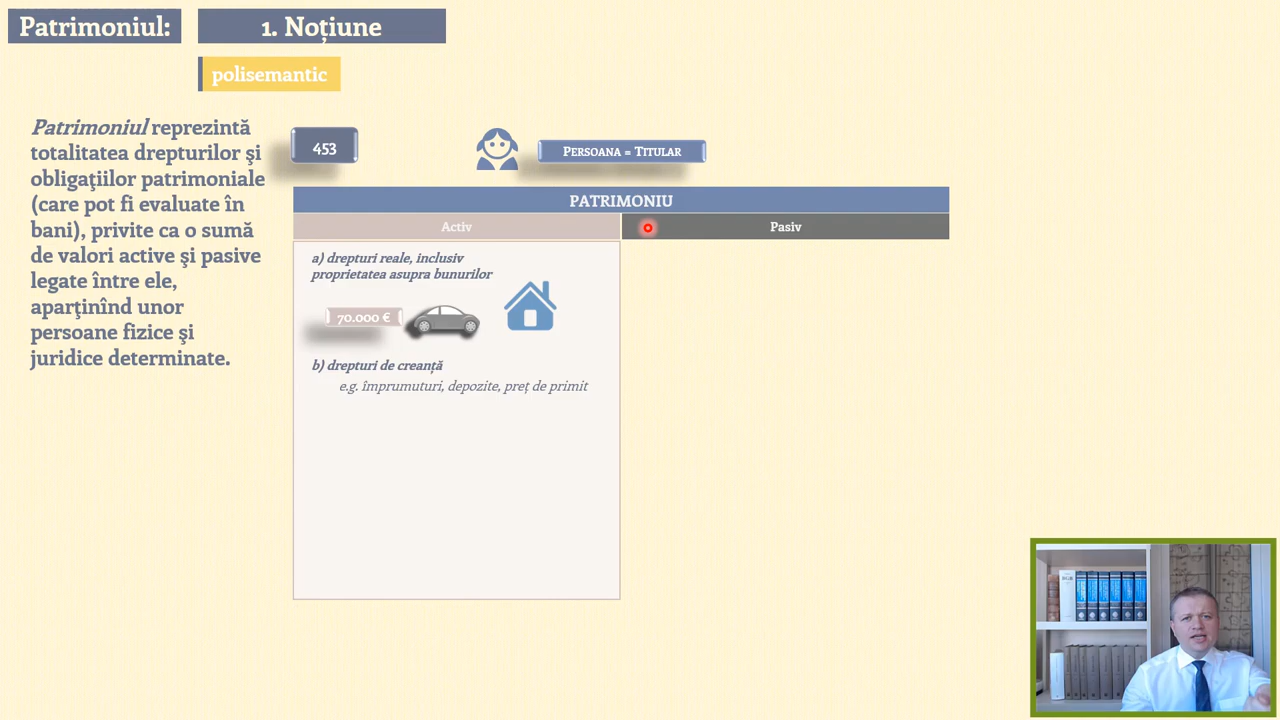 Patrimoniul:
1. Noțiune
polisemantic
Patrimoniul reprezintă
totalitatea drepturilor şi
obligaţiilor patrimoniale
(care pot fi evaluate în
bani), privite ca o sumă
de valori active şi pasive
legate între ele,
aparţinînd unor
persoane fizice şi
juridice determinate.
453
Persoana = Titular
PATRIMONIU
Activ
Pasiv
a) drepturi reale, inclusiv
proprietatea asupra bunurilor
70.000 €
b) drepturi de creanță
e.g. împrumuturi, depozite, preț de primit